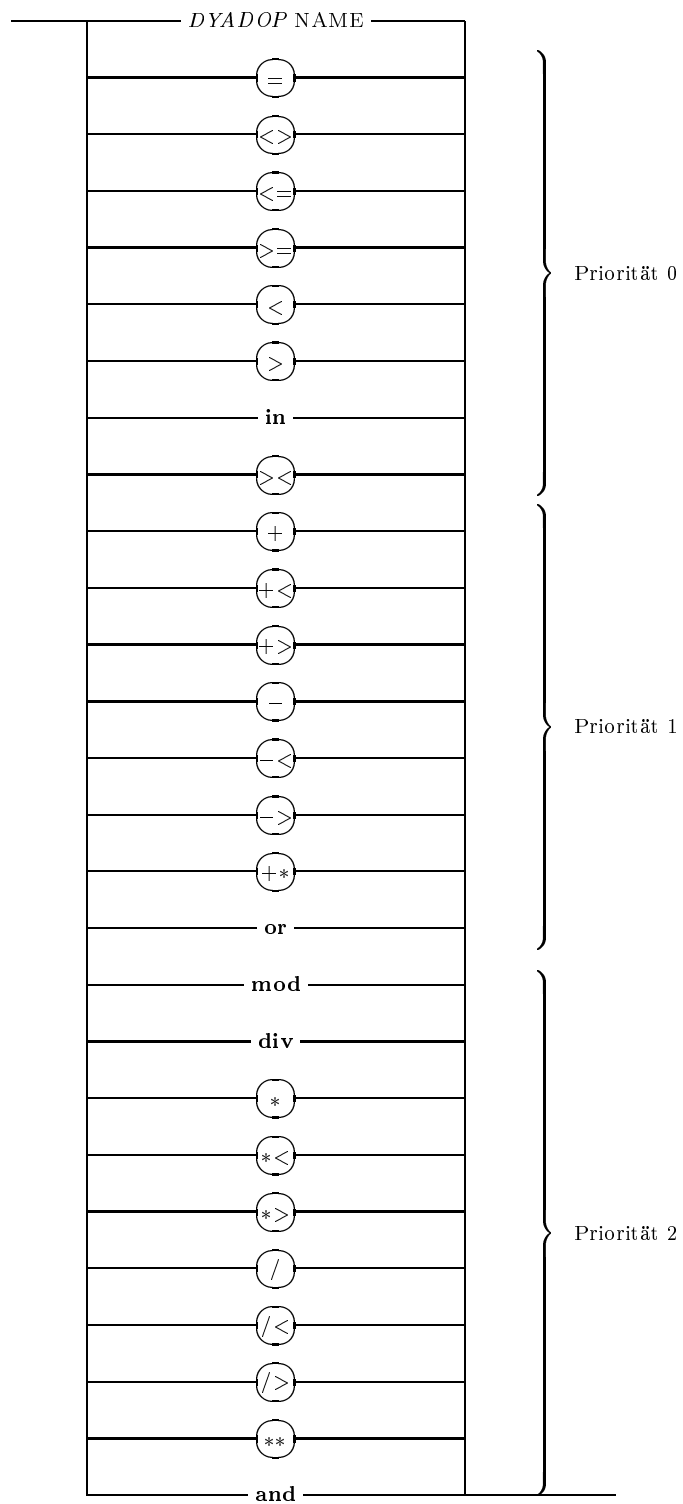 DYADOP NAME
=
<>
<=
>=
<
Priorität 0
>
in
><
+
+<
+>
−
Priorität 1
−<
−>
+*
or
mod
div
*
*<
*>
Priorität 2
/
/<
/>
**
and